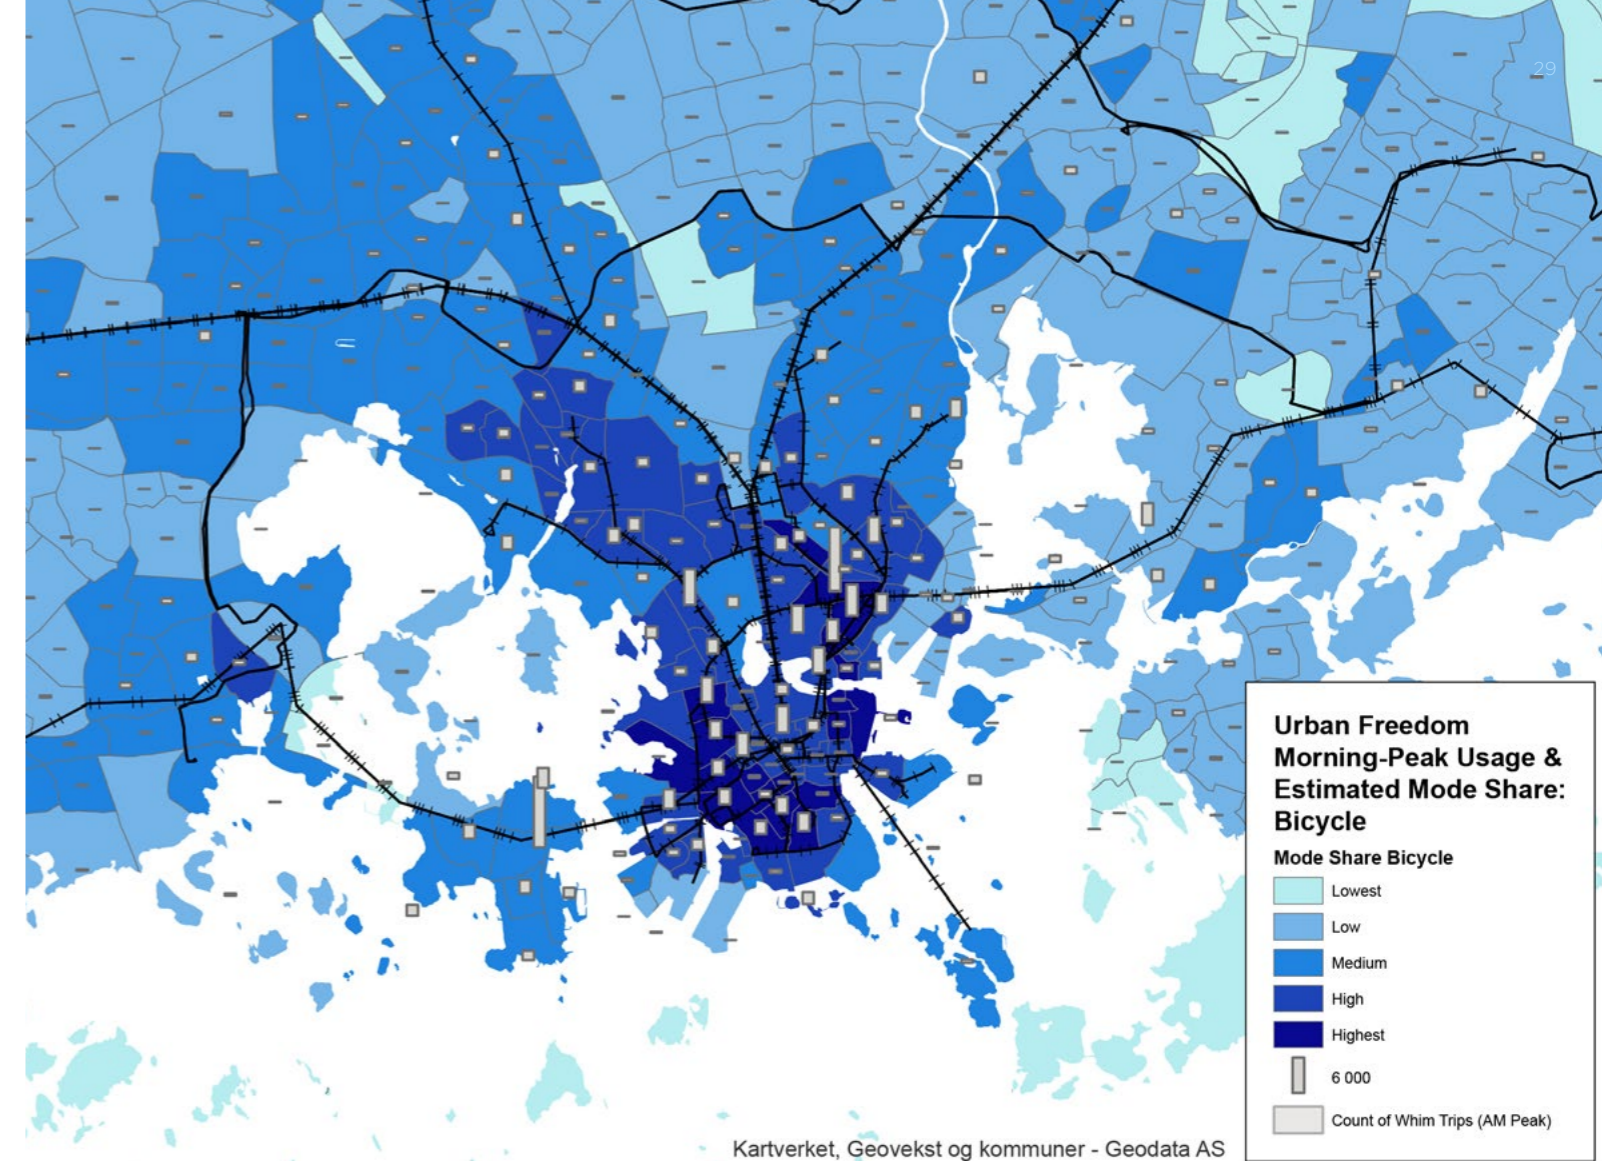 29
Urban Freedom
Morning-Peak Usage &
Estimated Mode Share:
Bicycle
Mode Share Bicycle
Lowest
Low
Medium
High
Highest
6 000
Count of Whim Trips (AM Peak)
Kartverket, Geovekst og kommuner - Geodata AS